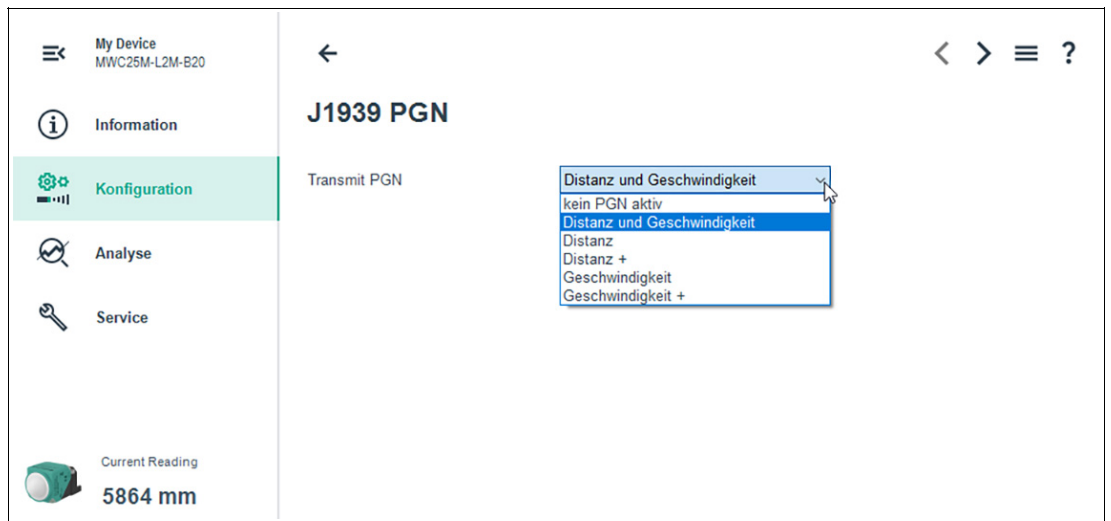 My Device
MWC25M-L2M-B20
?
J1939 PGN
Information
Transmit PGN
Distanz und Geschwindigkeit
Konfiguration
kein PGN aktiv
Distanz und Geschwindigkeit
Distanz
Distanz +
Geschwindigkeit
Geschwindigkeit +
Analyse
Service
Current Reading
5864 mm